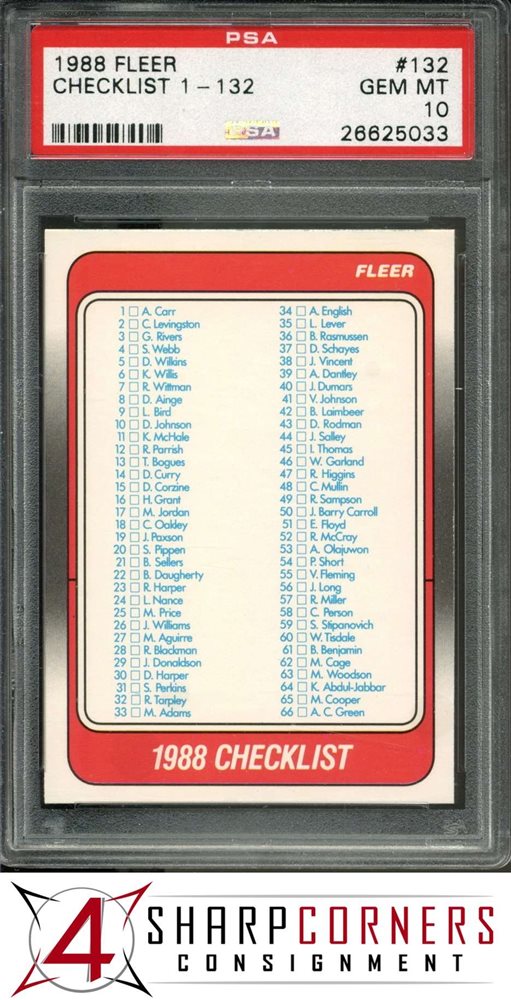 PSA
1988 FLEER #132
CHECKLIST 1 - 132 GEM MT
10
PSA 26625033
FLEER
1 A. Carr
2 C. Levingston
3 G. Rivers
4 S. Webb
5 D. Wilkins
6 K. Willis
7 R. Wittman
8 D. Ainge
9 L. Bird
10 D. Johnson
11 K. McHale
12 R. Parrish
13 T. Bogues
14 D. Curry
15 D. Corzine
16 H. Grant
17 M. Jordan
18 C. Oakley
19 J. Paxson
20 S. Pippen
21 B. Sellers
22 B. Daugherty
23 R. Harper
24 L. Nance
25 M. Price
26 J. Williams
27 M. Aguirre
28 R. Blackman
29 J. Donaldson
30 D. Harper
31 S. Perkins
32 R. Tarpley
33 M. Adams
34 A. English
35 L. Lever
36 B. Rasmussen
37 D. Schayes
38 J. Vincent
39 A. Dantley
40 J. Dumars
41 V. Johnson
42 B. Laimbeer
43 D. Rodman
44 J. Salley
45 I. Thomas
46 W. Garland
47 R. Higgins
48 C. Mullin
49 R. Sampson
50 J. Barry Carroll
51 E. Floyd
52 R. McCray
53 A. Olajuwon
54 P. Short
55 V. Fleming
56 J. Long
57 R. Miller
58 C. Person
59 S. Stipanovich
60 W. Tisdale
61 B. Benjamin
62 M. Cage
63 M. Woodson
64 K. Abdul-Jabbar
65 M. Cooper
66 A. C. Green
1988 CHECKLIST
4 SHARPCORNERS
CONSIGNMENT